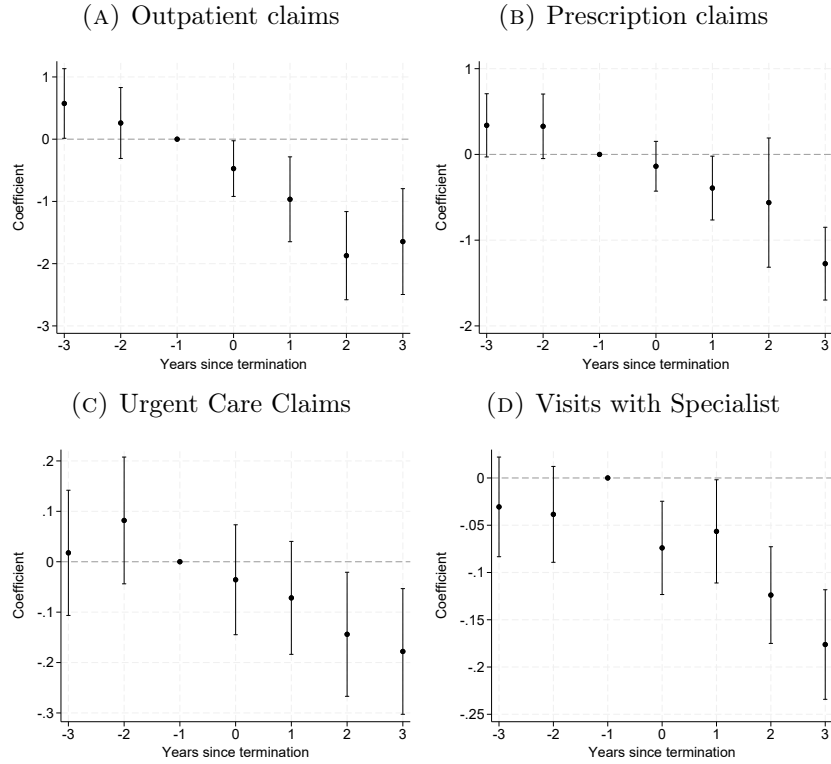 (A) Outpatient claims
1
0
-1
-2
-3
Coefficient
-3 -2 -1 0 1 2 3
Years since termination
(B) Prescription claims
1
0
-1
-2
Coefficient
-3 -2 -1 0 1 2 3
Years since termination
(C) Urgent Care Claims
.2
.1
0
-.1
-.2
-.3
Coefficient
-3 -2 -1 0 1 2 3
Years since termination
(D) Visits with Specialist
0
-.05
-.1
-.15
-.2
-.25
Coefficient
-3 -2 -1 0 1 2 3
Years since termination